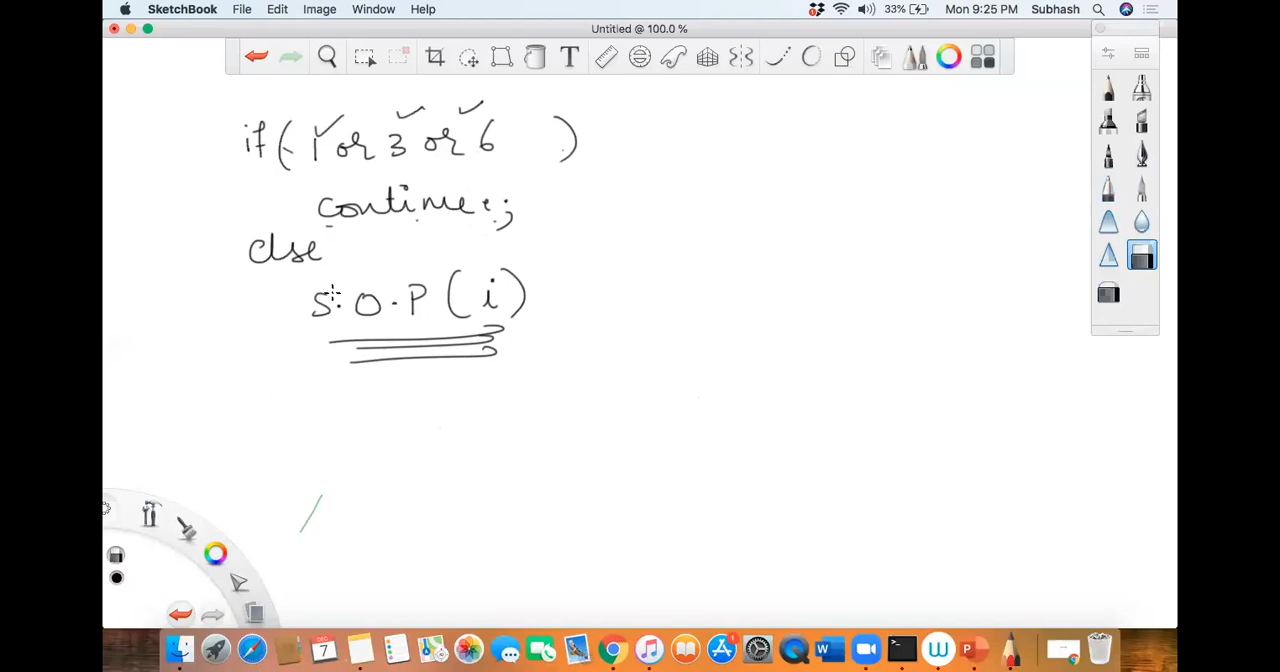 SketchBook File Edit Image Window Help 33% Mon 9:25 PM Subhash
Untitled @ 100.0 %
if( 1 or 3 or 6 )
continue;
else
S.O.P (i)